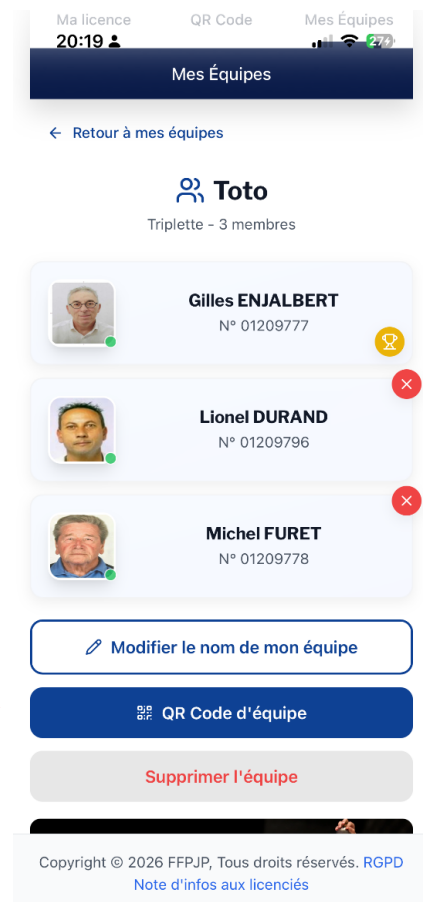 Ma licence QR Code Mes Équipes
20:19 27
Mes Équipes
Retour à mes équipes
Toto
Triplette - 3 membres
Gilles ENJALBERT
N° 01209777
Lionel DURAND
N° 01209796
Michel FURET
N° 01209778
Modifier le nom de mon équipe
QR Code d'équipe
Supprimer l'équipe
Copyright © 2026 FFPJP, Tous droits réservés. RGPD
Note d'infos aux licenciés